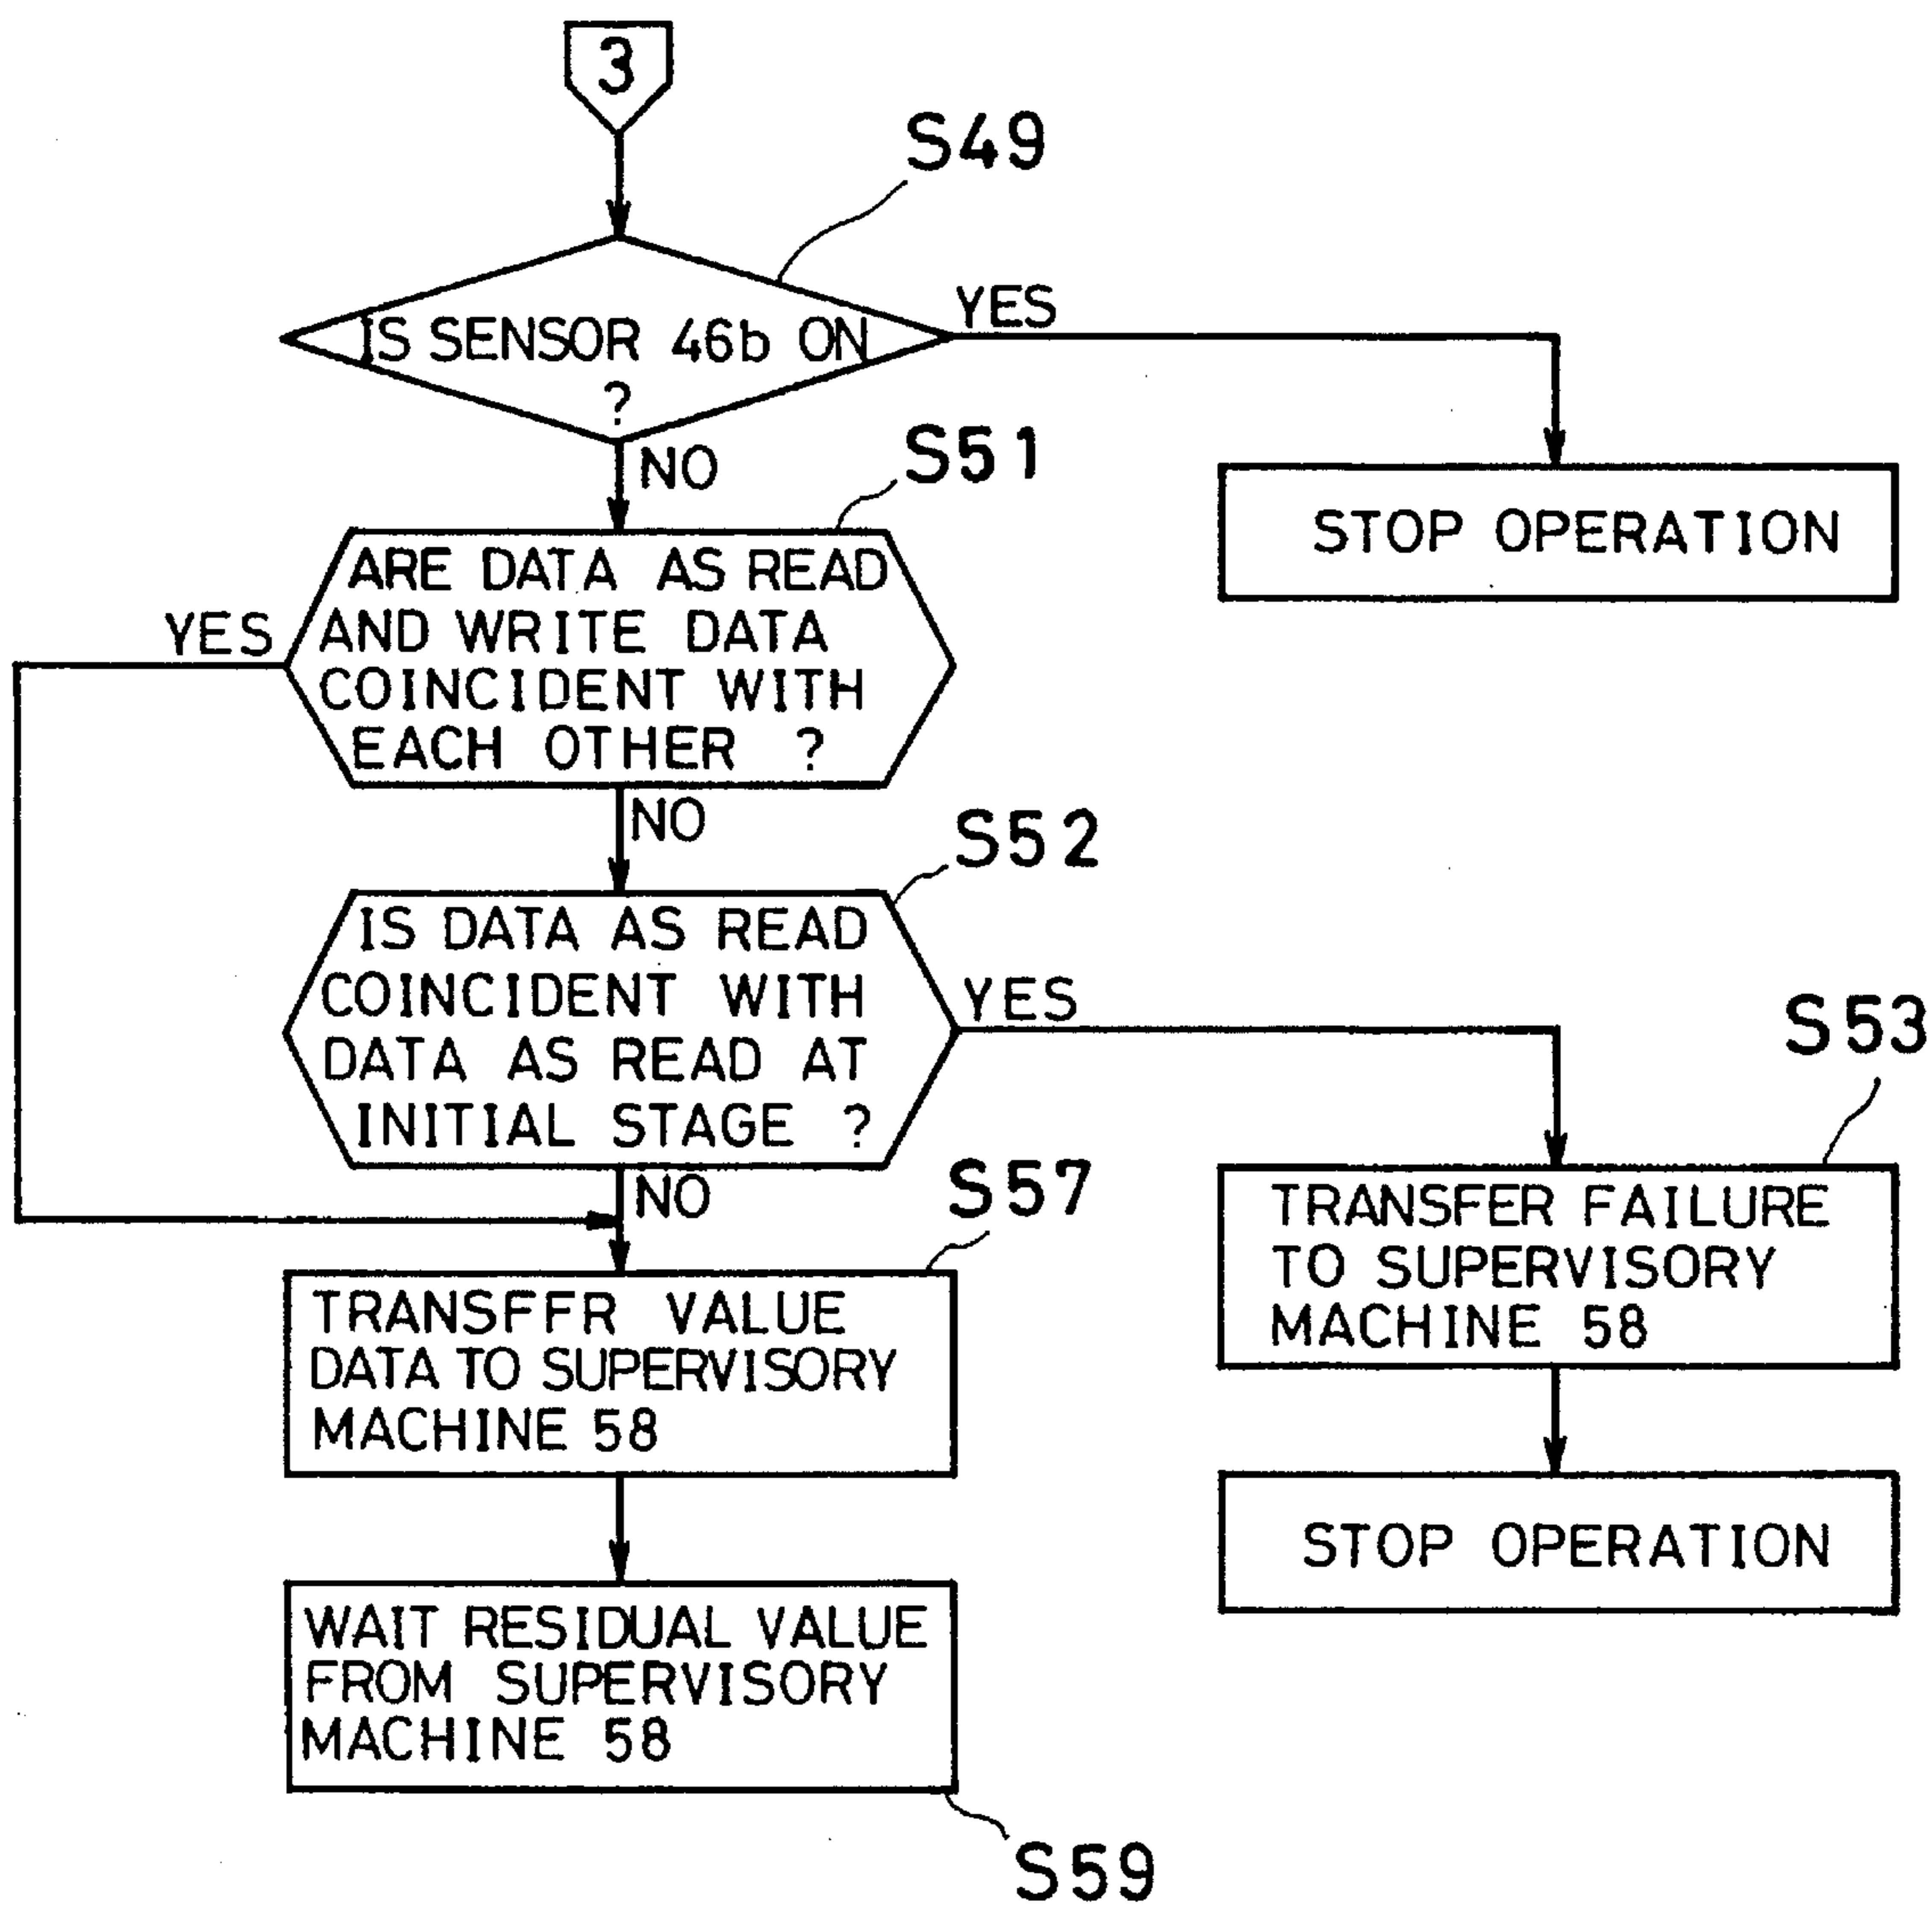 3
S49
YES
IS SENSOR 46b ON
?
NO
S51
STOP OPERATION
YES
ARE DATA AS READ
AND WRITE DATA
COINCIDENT WITH
EACH OTHER ?
NO
S52
IS DATA AS READ
COINCIDENT WITH
DATA AS READ AT
INITIAL STAGE ?
YES
S53
NO
S57
TRANSFER FAILURE
TO SUPERVISORY
MACHINE 58
TRANSFFR VALUE
DATA TO SUPERVISORY
MACHINE 58
STOP OPERATION
WAIT RESIDUAL VALUE
FROM SUPERVISORY
MACHINE 58
S59